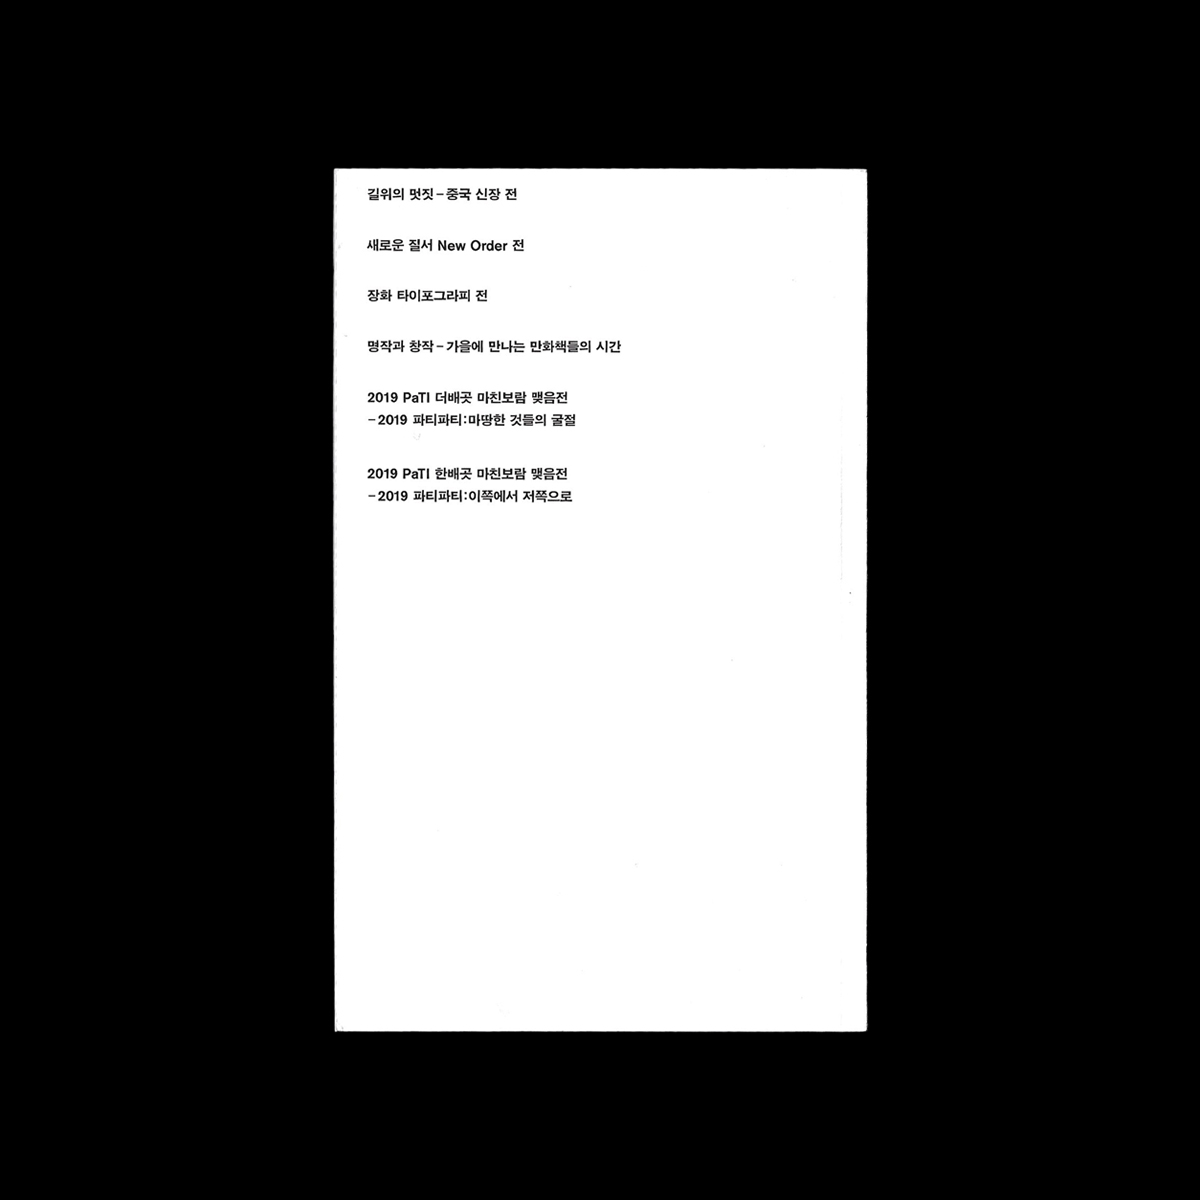 길위의 멋짓 – 중국 신장 전
새로운 질서 New Order 전
장화 타이포그라피 전
명작과 창작 – 가을에 만나는 만화책들의 시간
2019 PaTI 더배곳 마친보람 맺음전
– 2019 파티파티:마땅한 것들의 굴절
2019 PaTI 한배곳 마친보람 맺음전
– 2019 파티파티:이쪽에서 저쪽으로